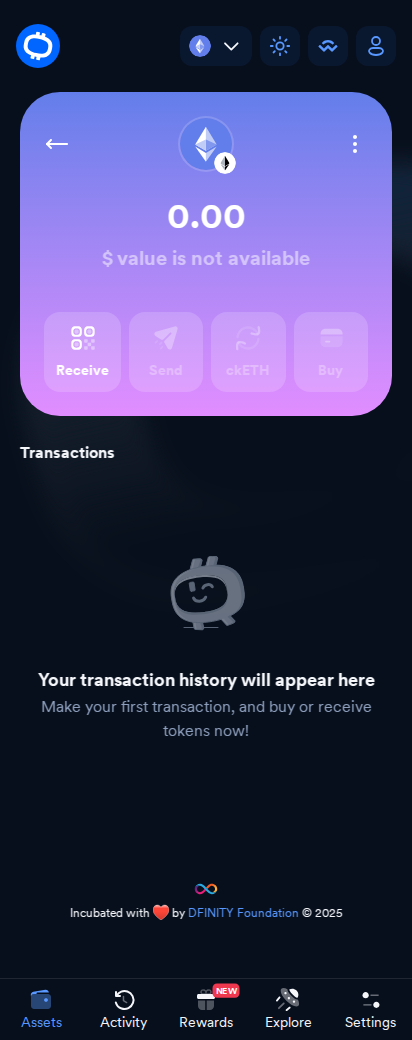 0.00
$ value is not available
Receive
Send
ckETH
Buy
Transactions
Your transaction history will appear here
Make your first transaction, and buy or receive
tokens now!
Incubated with ❤️ by DFINITY Foundation © 2025
NEW
Assets
Activity
Rewards
Explore
Settings